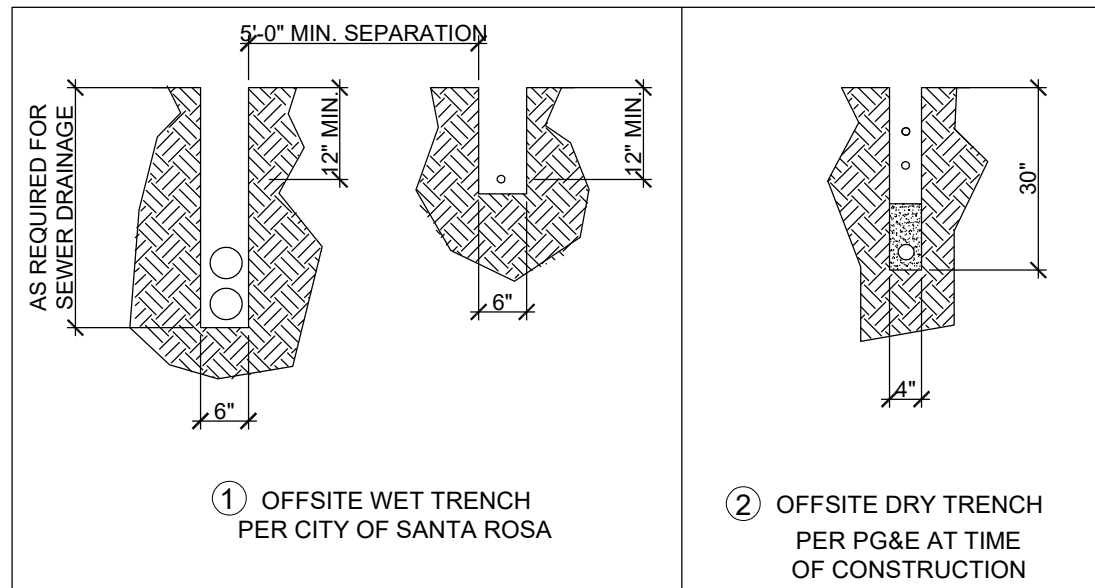 5'-0" MIN. SEPARATION
AS REQUIRED FOR
SEWER DRAINAGE
12" MIN.
12" MIN.
6"
6"
1 OFFSITE WET TRENCH
PER CITY OF SANTA ROSA
30"
4"
2 OFFSITE DRY TRENCH
PER PG&E AT TIME
OF CONSTRUCTION